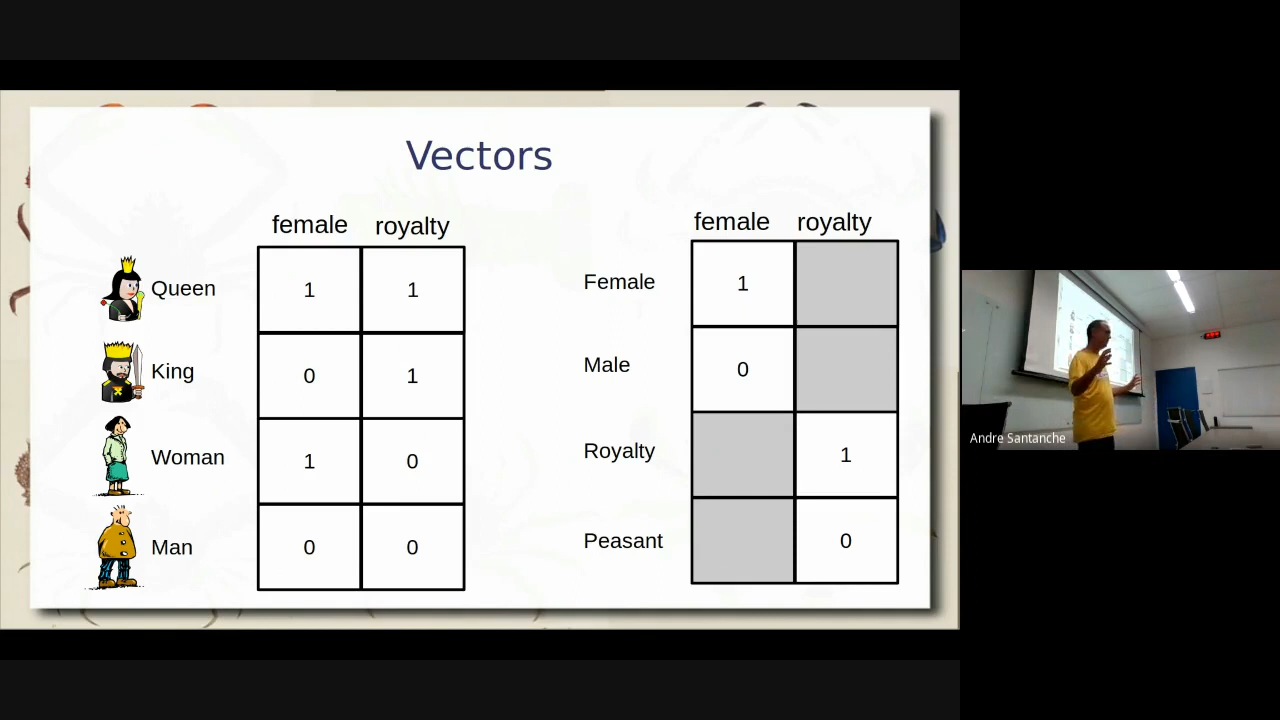 Vectors
female royalty
Queen 1 1
King 0 1
Woman 1 0
Man 0 0
female royalty
Female 1
Male 0
Royalty 1
Peasant 0
Andre Santanche